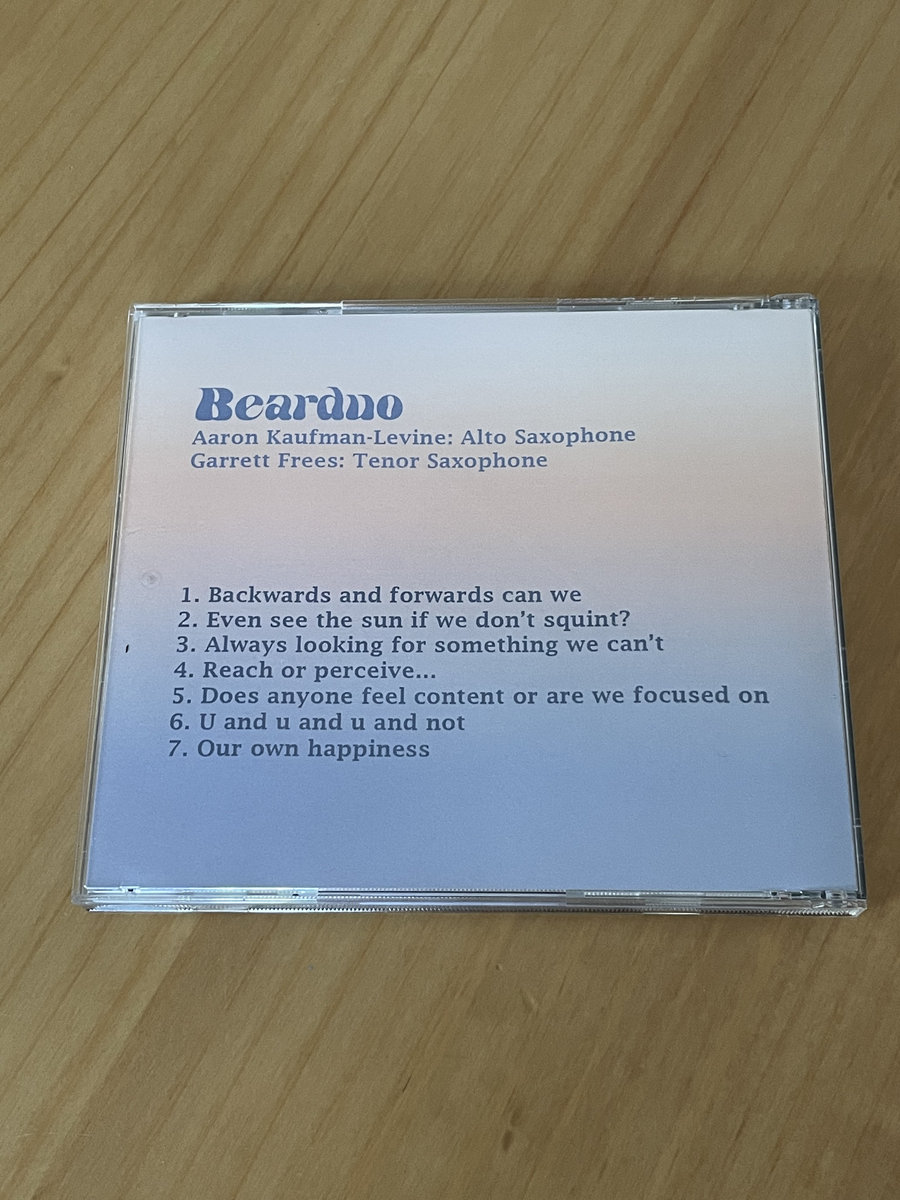 Bearduo
Aaron Kaufman-Levine: Alto Saxophone
Garrett Frees: Tenor Saxophone
1. Backwards and forwards can we
2. Even see the sun if we don't squint?
3. Always looking for something we can't
4. Reach or perceive...
5. Does anyone feel content or are we focused on
6. U and u and u and not
7. Our own happiness